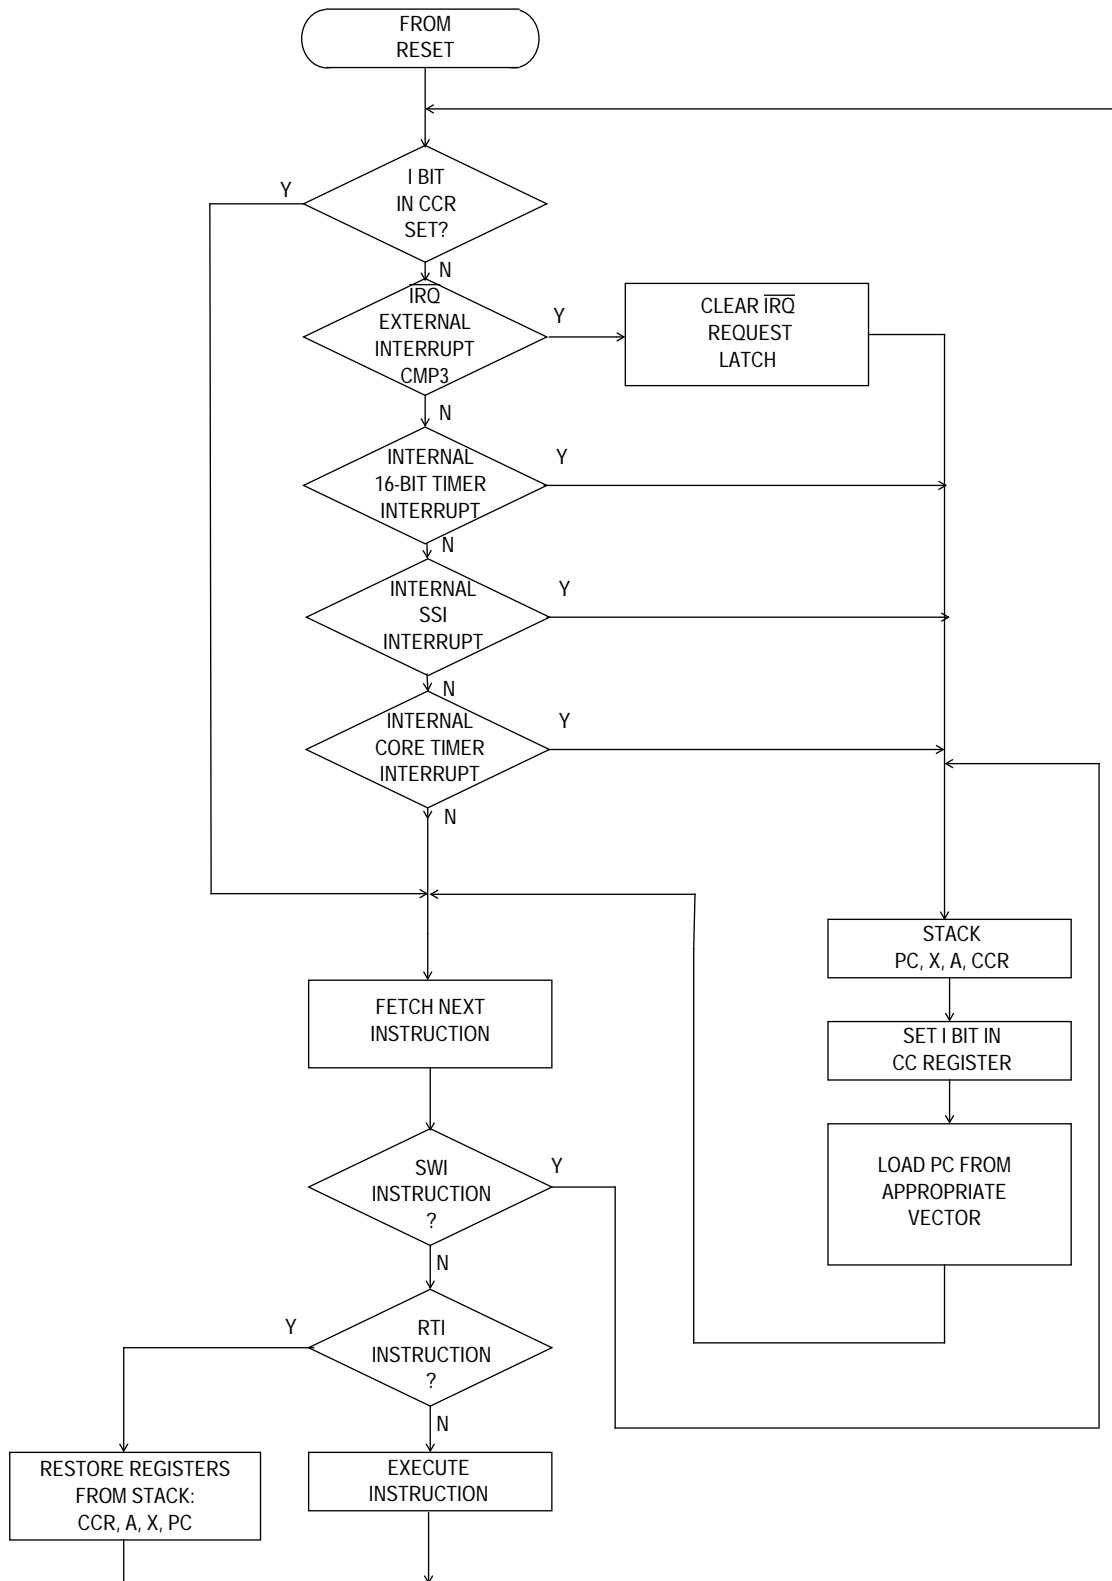 FROM
RESET
Y
I BIT
IN CCR
SET?
N
IRQ
EXTERNAL
INTERRUPT
CMP3
Y
CLEAR IRQ
REQUEST
LATCH
N
INTERNAL
16-BIT TIMER
INTERRUPT
Y
N
INTERNAL
SSI
INTERRUPT
Y
N
INTERNAL
CORE TIMER
INTERRUPT
Y
N
STACK
PC, X, A, CCR
FETCH NEXT
INSTRUCTION
SET I BIT IN
CC REGISTER
SWI
INSTRUCTION
?
Y
LOAD PC FROM
APPROPRIATE
VECTOR
N
Y
RTI
INSTRUCTION
?
N
RESTORE REGISTERS
FROM STACK:
CCR, A, X, PC
EXECUTE
INSTRUCTION